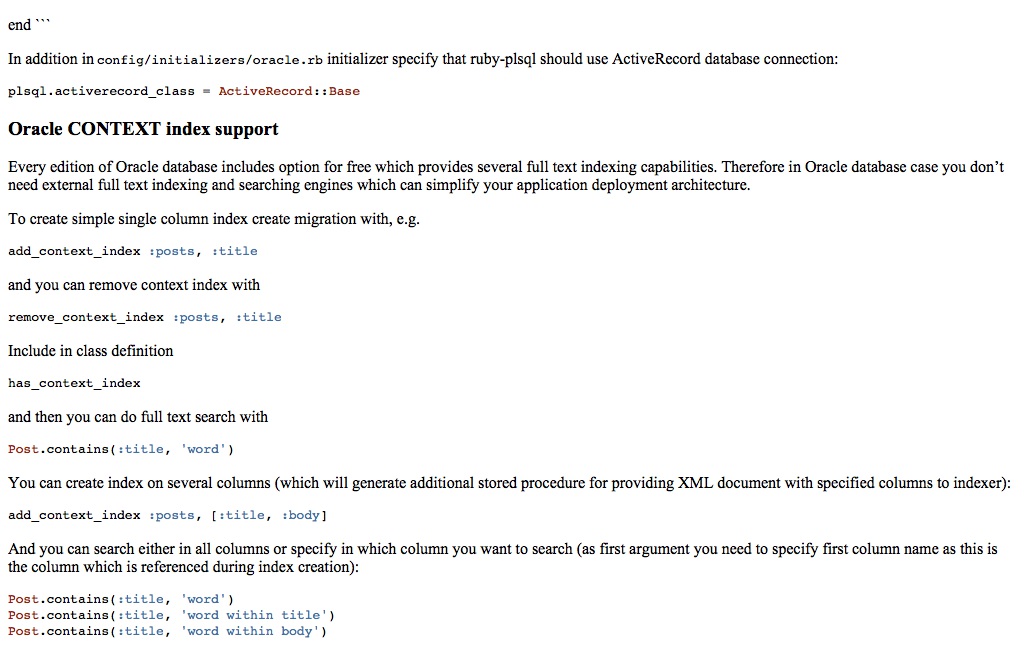 end ```
In addition in config/initializers/oracle.rb initializer specify that ruby-plsql should use ActiveRecord database connection:
plsql.activerecord_class = ActiveRecord::Base
Oracle CONTEXT index support
Every edition of Oracle database includes option for free which provides several full text indexing capabilities. Therefore in Oracle database case you don’t
need external full text indexing and searching engines which can simplify your application deployment architecture.
To create simple single column index create migration with, e.g.
add_context_index :posts, :title
and you can remove context index with
remove_context_index :posts, :title
Include in class definition
has_context_index
and then you can do full text search with
Post.contains(:title, 'word')
You can create index on several columns (which will generate additional stored procedure for providing XML document with specified columns to indexer):
add_context_index :posts, [:title, :body]
And you can search either in all columns or specify in which column you want to search (as first argument you need to specify first column name as this is
the column which is referenced during index creation):
Post.contains(:title, 'word')
Post.contains(:title, 'word within title')
Post.contains(:title, 'word within body')